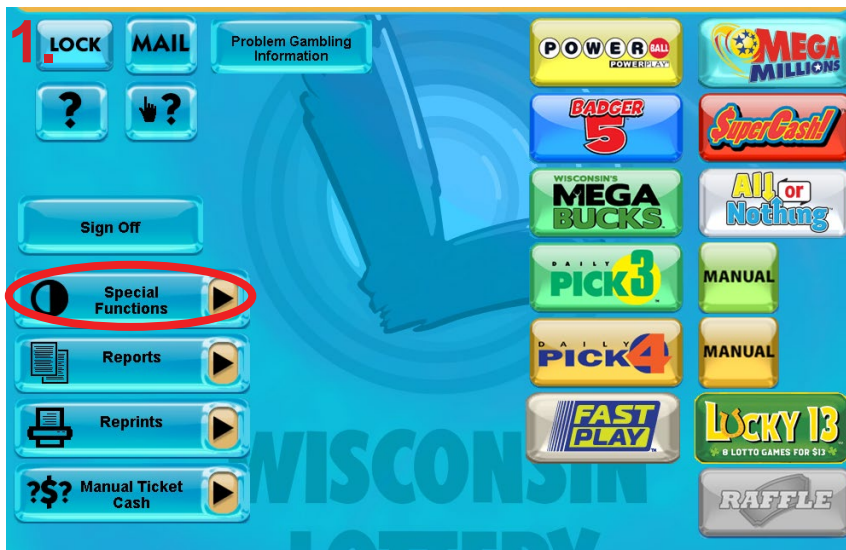 1.
LOCK
MAIL
Problem Gambling
Information
?
?
Sign Off
Special
Functions
Reports
Reprints
?$? Manual Ticket
Cash
POWERBALL
POWERPLAY
MEGA
MILLIONS
BADGER
5
SuperCash!
WISCONSIN'S
MEGA
BUCKS
All or
Nothing
DAILY
PICK 3
MANUAL
DAILY
PICK 4
MANUAL
FAST
PLAY
LUCKY 13
8 LOTTO GAMES FOR $13
RAFFLE
WISCONSIN
LOTTERY